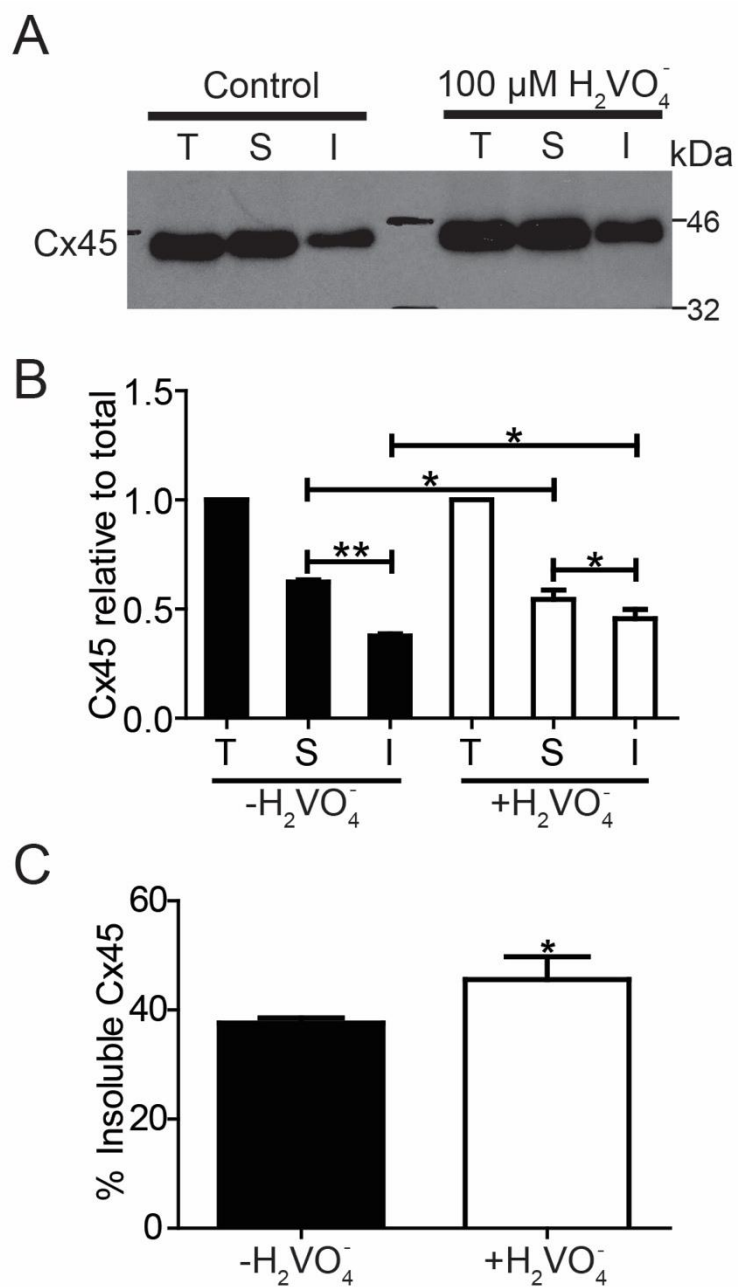 A
Control 100 µM H₂VO₄⁻
T S I T S I kDa
Cx45
46
32
B
Cx45 relative to total
1.5
1.0
0.5
0.0
*
*
** *
T S I T S I
-H₂VO₄⁻ +H₂VO₄⁻
C
% Insoluble Cx45
60
40
20
0
*
-H₂VO₄⁻ +H₂VO₄⁻